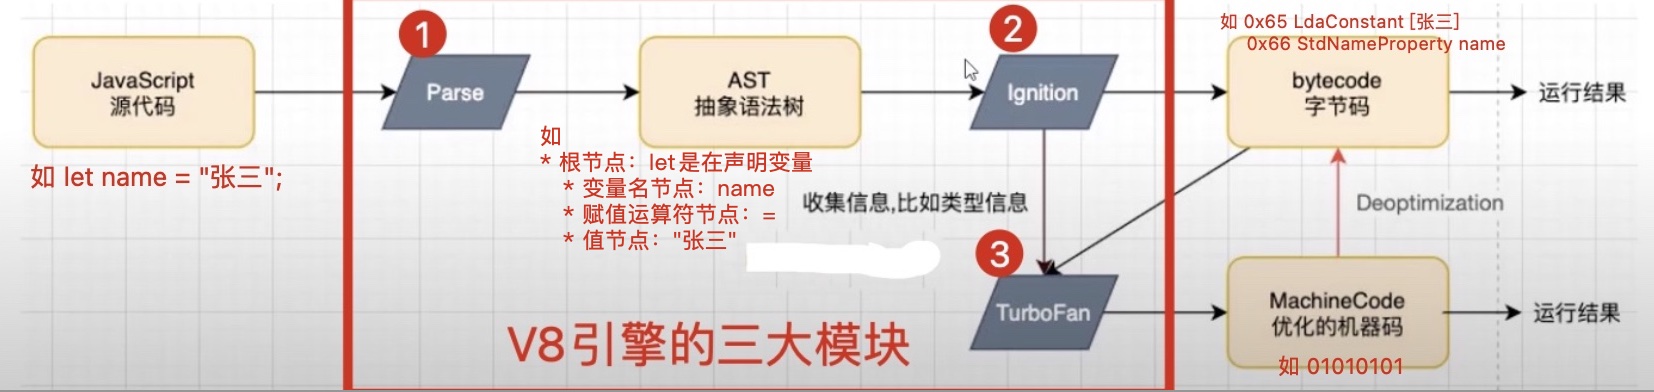 如 0x65 LdaConstant [张三]
0x66 StdNameProperty name
1
2
JavaScript
源代码
Parse
AST
抽象语法树
Ignition
bytecode
字节码
运行结果
如 let name = "张三";
如
* 根节点：let是在声明变量
* 变量名节点：name
* 赋值运算符节点：=
* 值节点："张三"
收集信息,比如类型信息
Deoptimization
3
TurboFan
MachineCode
优化的机器码
运行结果
V8引擎的三大模块
如 01010101